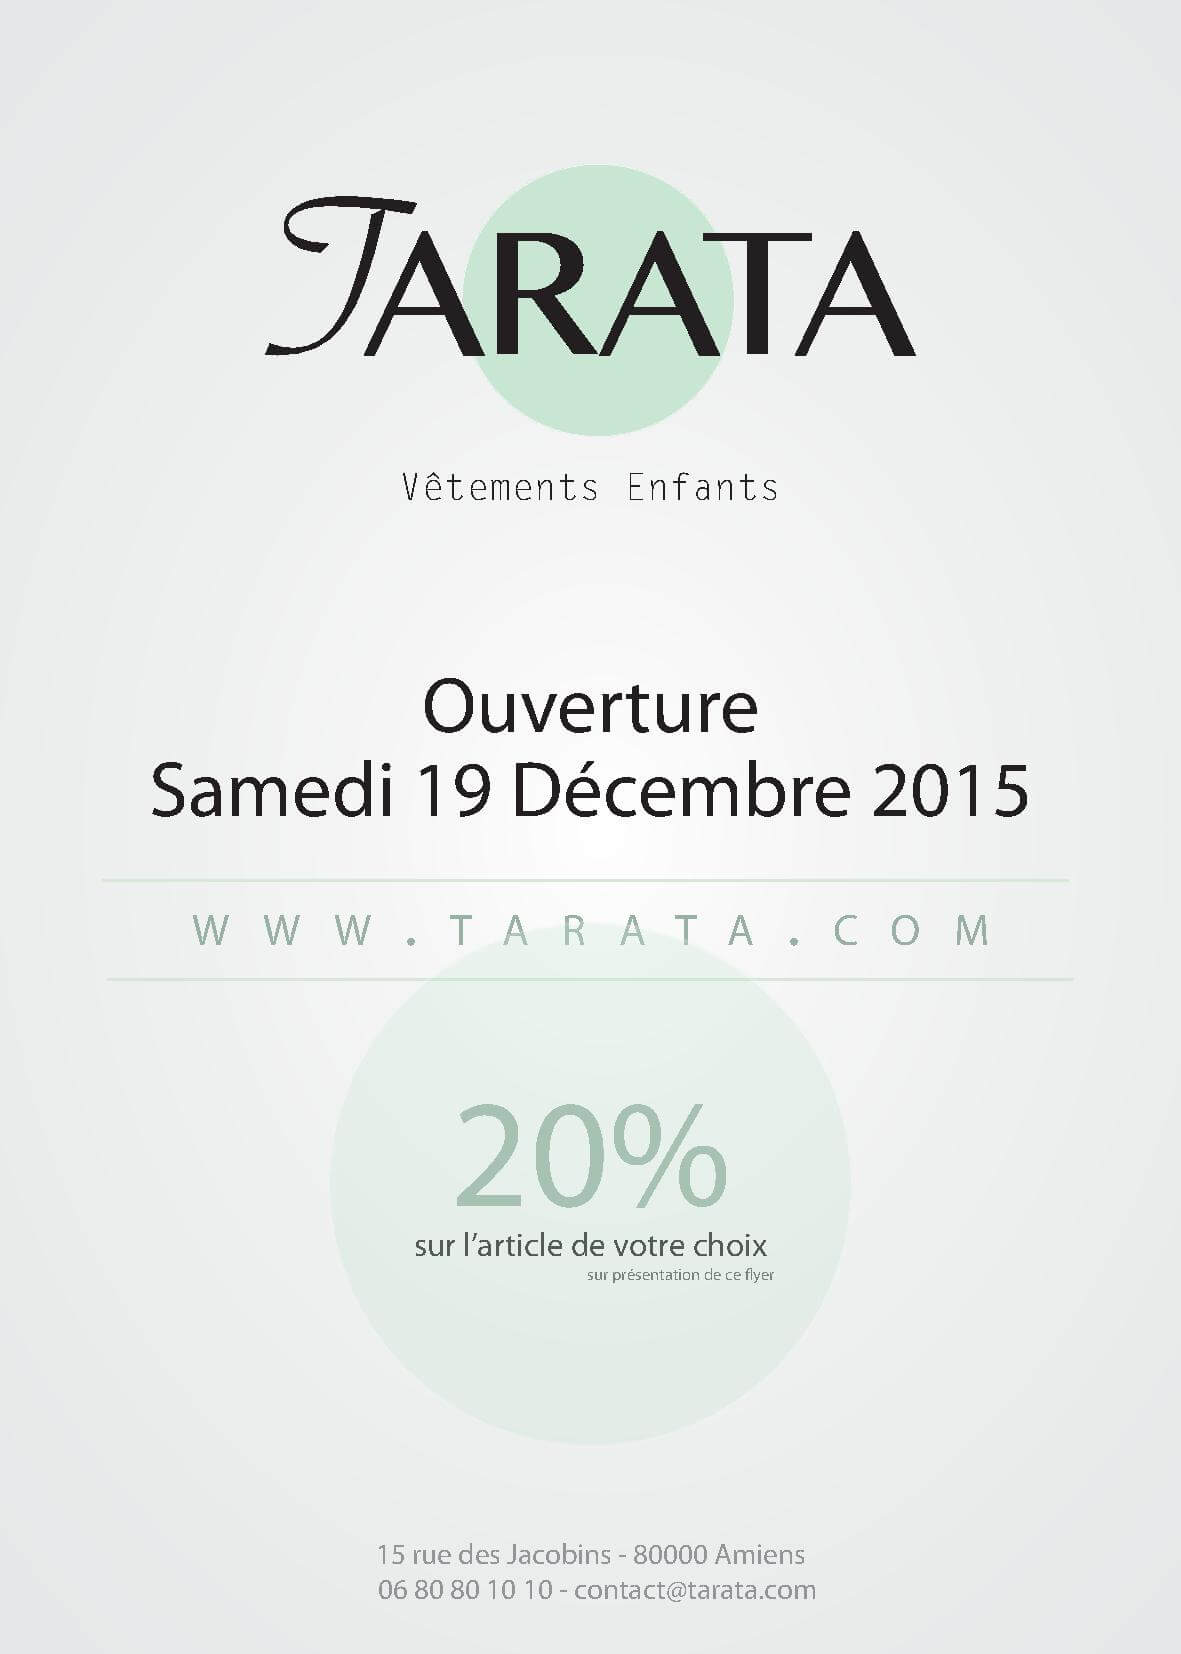 TARATA
Vêtements Enfants
Ouverture
Samedi 19 Décembre 2015
WWW.TARATA.COM
20%
sur l'article de votre choix
sur présentation de ce flyer
15 rue des Jacobins - 80000 Amiens
06 80 80 10 10 - contact@tarata.com